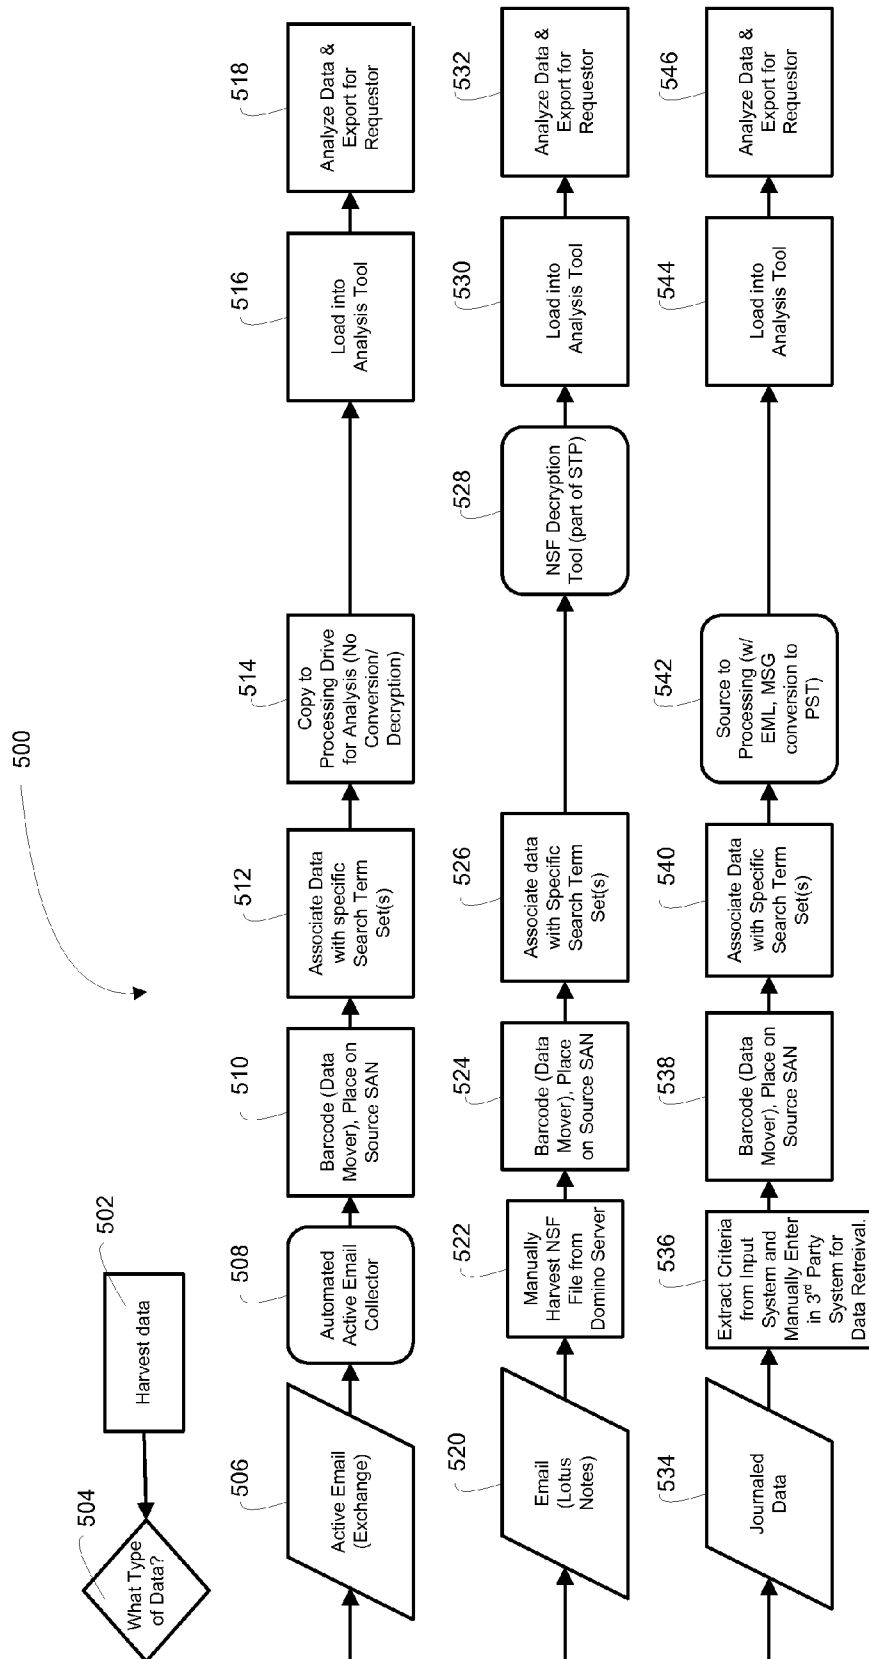 500
502
Harvest data
504
What Type
of Data?
506
Active Email
(Exchange)
508
Automated
Active Email
Collector
510
Barcode (Data
Mover), Place on
Source SAN
512
Associate Data
with specific
Search Term
Set(s)
514
Copy to
Processing Drive
for Analysis (No
Conversion/
Decryption)
516
Load into
Analysis Tool
518
Analyze Data &
Export for
Requestor
520
Email
(Lotus
Notes)
522
Manually
Harvest NSF
File from
Domino Server
524
Barcode (Data
Mover), Place
on Source SAN
526
Associate data
with Specific
Search Term
Set(s)
528
NSF Decryption
Tool (part of STP)
530
Load into
Analysis Tool
532
Analyze Data &
Export for
Requestor
534
Journaled
Data
536
Extract Criteria
from Input
System and
Manually Enter
in 3rd Party
System for
Data Retreival.
538
Barcode (Data
Mover), Place on
Source SAN
540
Associate Data
with Specific
Search Term
Set(s)
542
Source to
Processing (w/
EML, MSG
conversion to
PST)
544
Load into
Analysis Tool
546
Analyze Data &
Export for
Requestor